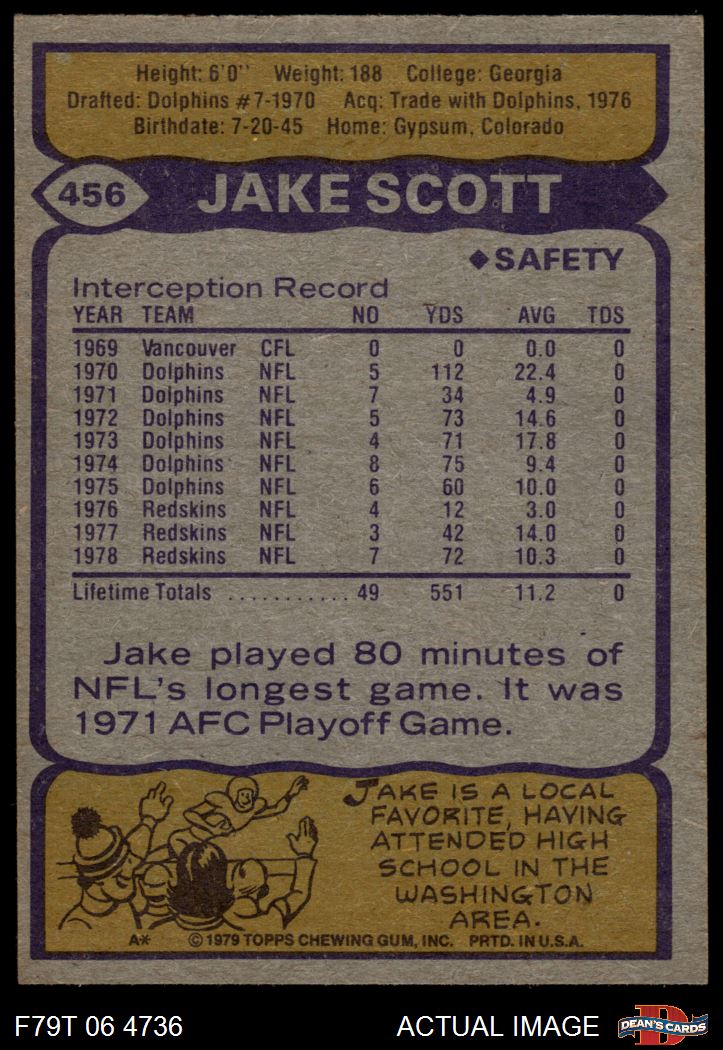 Height: 6'0" Weight: 188 College: Georgia
Drafted: Dolphins #7-1970 Acq: Trade with Dolphins, 1976
Birthdate: 7-20-45 Home: Gypsum, Colorado
456 JAKE SCOTT
◆SAFETY
Interception Record
YEAR TEAM NO YDS AVG TDS
1969 Vancouver CFL 0 0 0.0 0
1970 Dolphins NFL 5 112 22.4 0
1971 Dolphins NFL 7 34 4.9 0
1972 Dolphins NFL 5 73 14.6 0
1973 Dolphins NFL 4 71 17.8 0
1974 Dolphins NFL 8 75 9.4 0
1975 Dolphins NFL 6 60 10.0 0
1976 Redskins NFL 4 12 3.0 0
1977 Redskins NFL 3 42 14.0 0
1978 Redskins NFL 7 72 10.3 0
Lifetime Totals ........... 49 551 11.2 0
Jake played 80 minutes of
NFL's longest game. It was
1971 AFC Playoff Game.
JAKE IS A LOCAL
FAVORITE, HAVING
ATTENDED HIGH
SCHOOL IN THE
WASHINGTON
AREA.
A* © 1979 TOPPS CHEWING GUM, INC. PRTD. IN U.S.A.
F79T 06 4736 ACTUAL IMAGE D DEAN'S CARDS